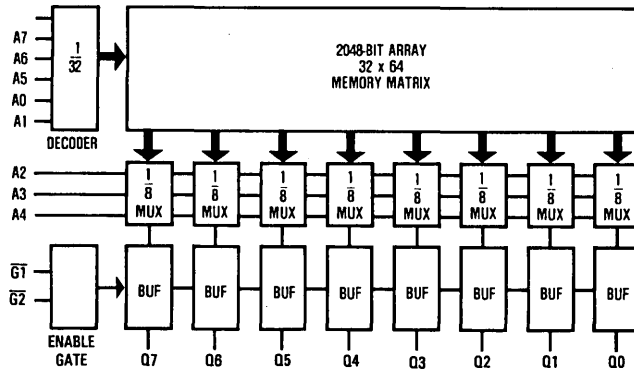 A7
A6
A5
A0
A1
1
32
DECODER
2048-BIT ARRAY
32 x 64
MEMORY MATRIX
A2
A3
A4
1 1 1 1 1 1 1 1
8 8 8 8 8 8 8 8
MUX MUX MUX MUX MUX MUX MUX MUX
G1
G2
ENABLE
GATE
BUF BUF BUF BUF BUF BUF BUF BUF
Q7 Q6 Q5 Q4 Q3 Q2 Q1 Q0